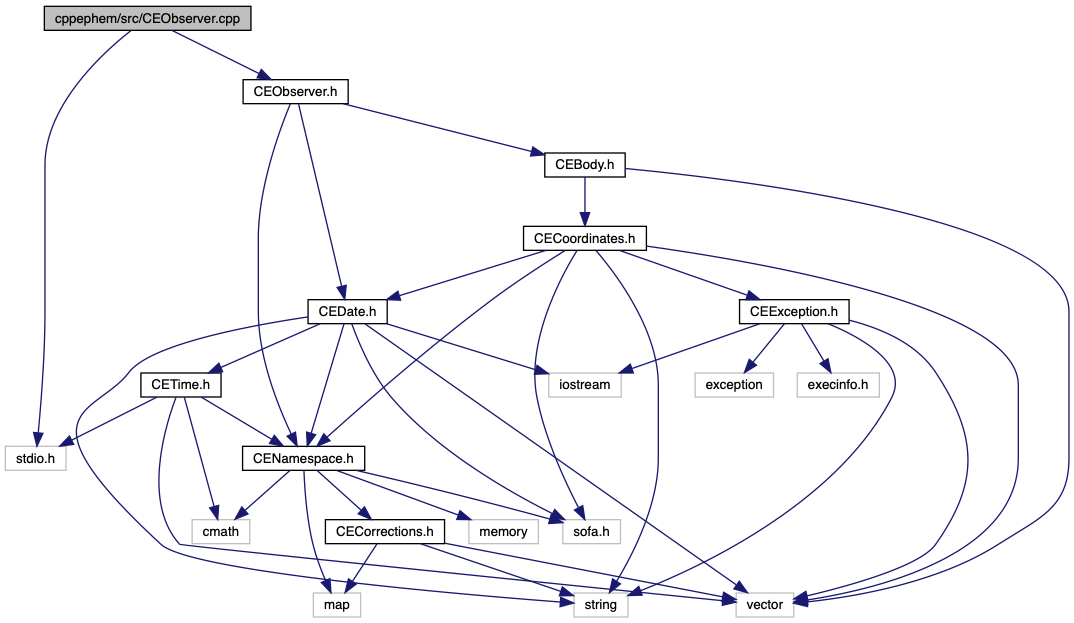 cppephem/src/CEObserver.cpp
CEObserver.h
CEBody.h
CECoordinates.h
CEDate.h
CEException.h
CETime.h
iostream
exception
execinfo.h
stdio.h
CENamespace.h
cmath
CECorrections.h
memory
sofa.h
map
string
vector